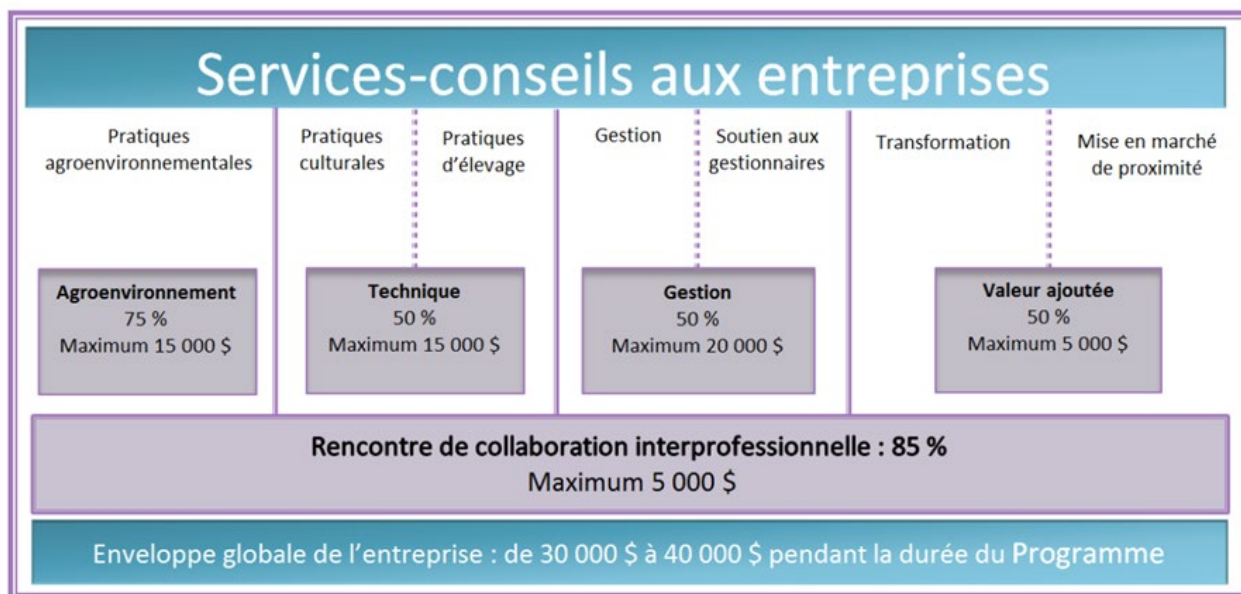 Services-conseils aux entreprises
Pratiques
agroenvironnementales
Pratiques
culturales
Pratiques
d'élevage
Gestion
Soutien aux
gestionnaires
Transformation
Mise en marché
de proximité
Agroenvironnement
75 %
Maximum 15 000 $
Technique
50 %
Maximum 15 000 $
Gestion
50 %
Maximum 20 000 $
Valeur ajoutée
50 %
Maximum 5 000 $
Rencontre de collaboration interprofessionnelle : 85 %
Maximum 5 000 $
Enveloppe globale de l'entreprise : de 30 000 $ à 40 000 $ pendant la durée du Programme